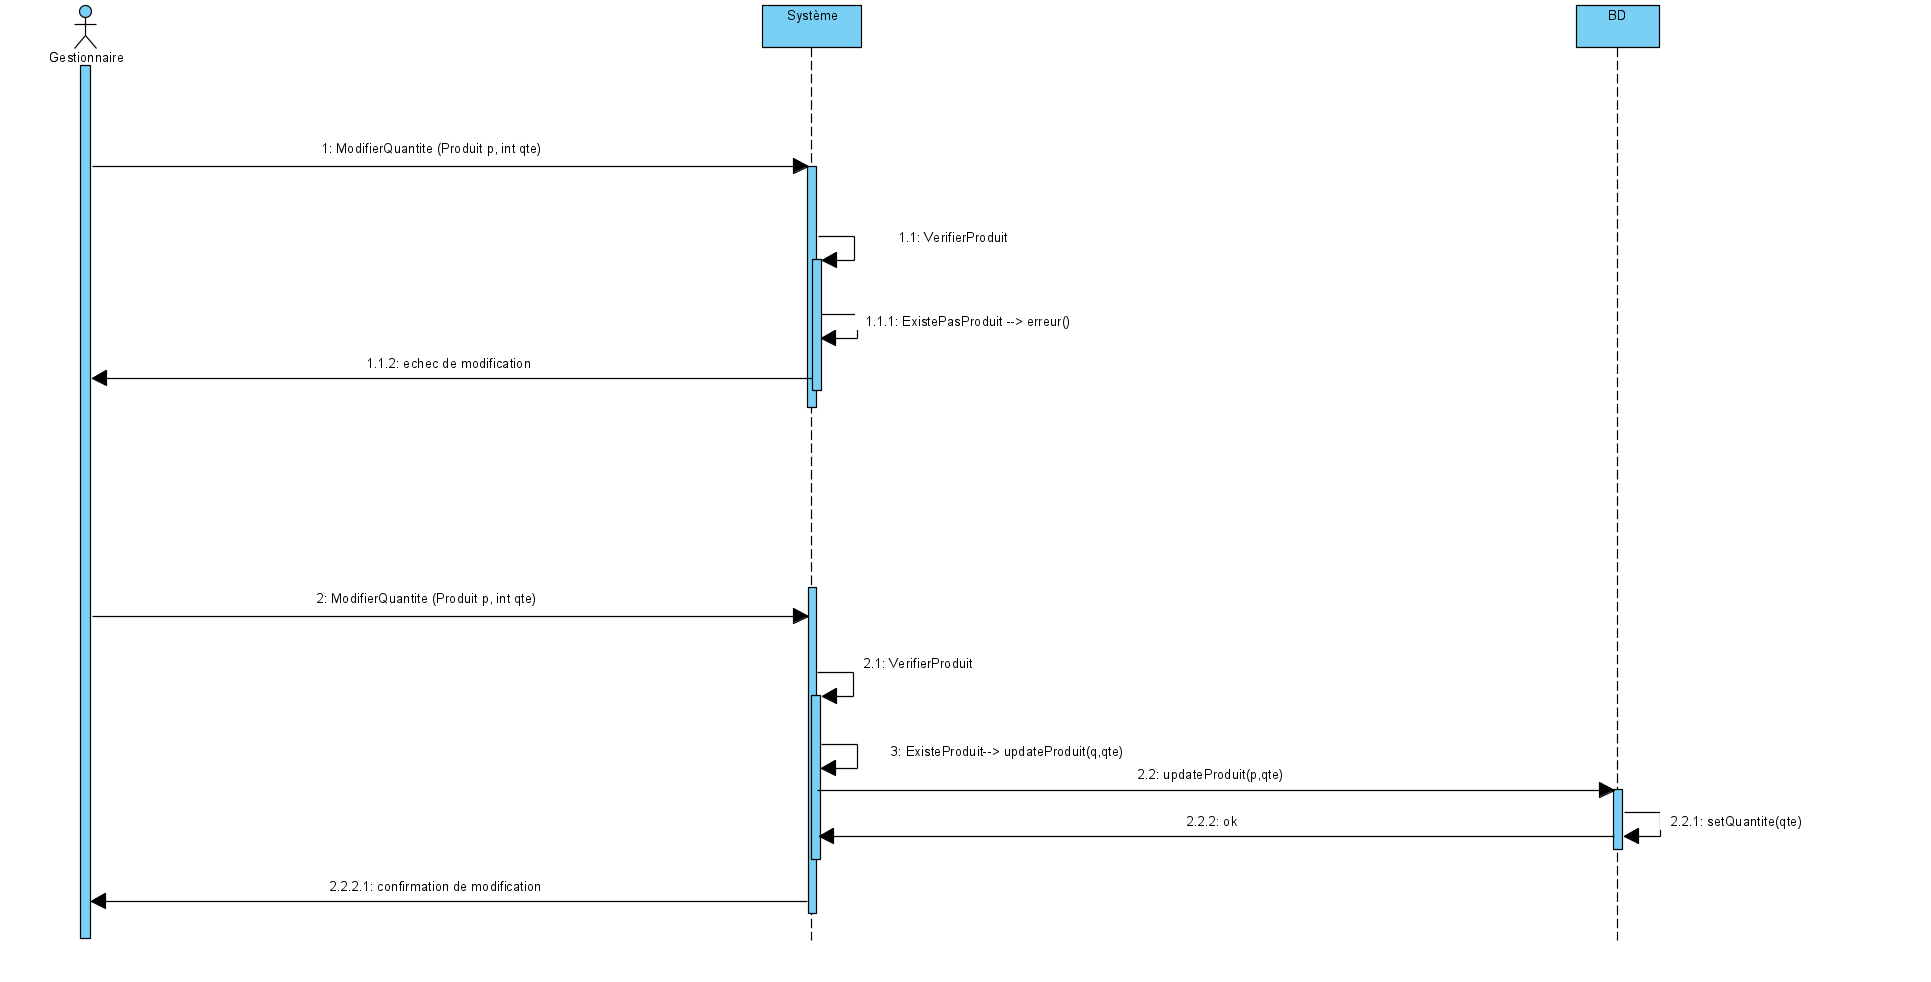 Système
BD
Gestionnaire
1: ModifierQuantite (Produit p, int qte)
1.1: VerifierProduit
1.1.1: ExistePasProduit --> erreur()
1.1.2: echec de modification
2: ModifierQuantite (Produit p, int qte)
2.1: VerifierProduit
3: ExisteProduit--> updateProduit(q,qte)
2.2: updateProduit(p,qte)
2.2.2: ok
2.2.1: setQuantite(qte)
2.2.2.1: confirmation de modification